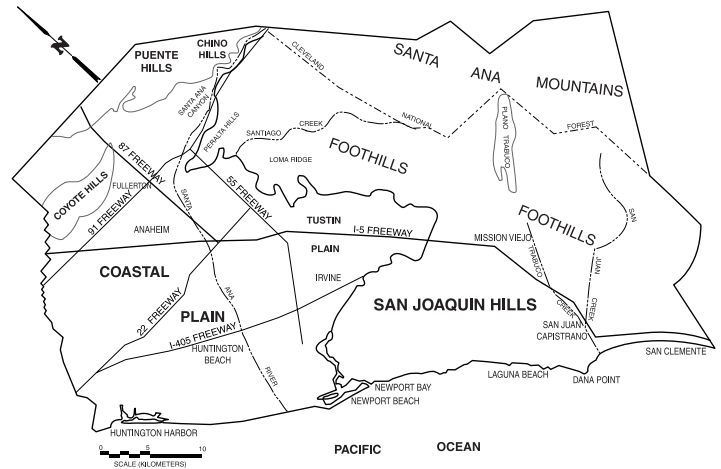 N
PUENTE
HILLS
CHINO
HILLS
SANTA ANA MOUNTAINS
CLEVELAND NATIONAL FOREST
SANTA ANA
CANYON
PERALTA HILLS
SANTIAGO CREEK
LOMA RIDGE
FOOTHILLS
PLANO TRABUCO
COYOTE HILLS
FULLERTON
87 FREEWAY
91 FREEWAY
55 FREEWAY
ANAHEIM
SANTA ANA RIVER
TUSTIN
PLAIN
I-5 FREEWAY
IRVINE
FOOTHILLS
MISSION VIEJO
TRABUCO CREEK
SAN JUAN CREEK
COASTAL
PLAIN
22 FREEWAY
I-405 FREEWAY
HUNTINGTON
BEACH
SAN JOAQUIN HILLS
SAN JUAN
CAPISTRANO
SAN CLEMENTE
LAGUNA BEACH
DANA POINT
NEWPORT BAY
NEWPORT BEACH
HUNTINGTON HARBOR
0 5 10
SCALE (KILOMETERS)
PACIFIC OCEAN